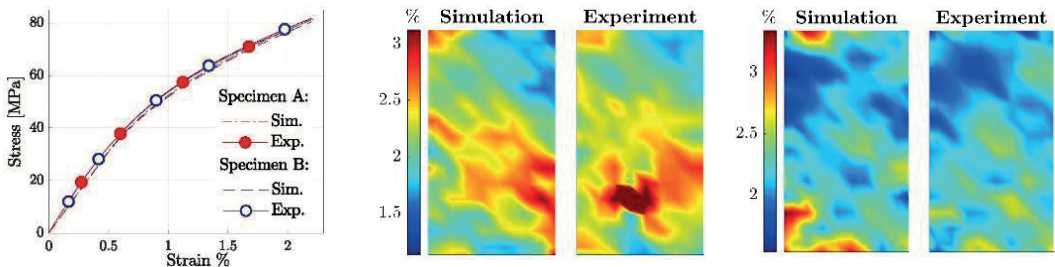 Stress [MPa]
80
60
40
20
0
0
0.5
1
1.5
2
Strain %
Specimen A:
Sim.
Exp.
Specimen B:
Sim.
Exp.
%
Simulation
Experiment
3
2.5
2
1.5
%
Simulation
Experiment
3
2.5
2